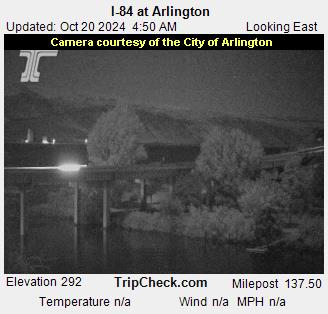 I-84 at Arlington
Updated: Oct 20 2024 4:50 AM Looking East
Camera courtesy of the City of Arlington
Elevation 292 TripCheck.com Milepost 137.50
Temperature n/a Wind n/a MPH n/a